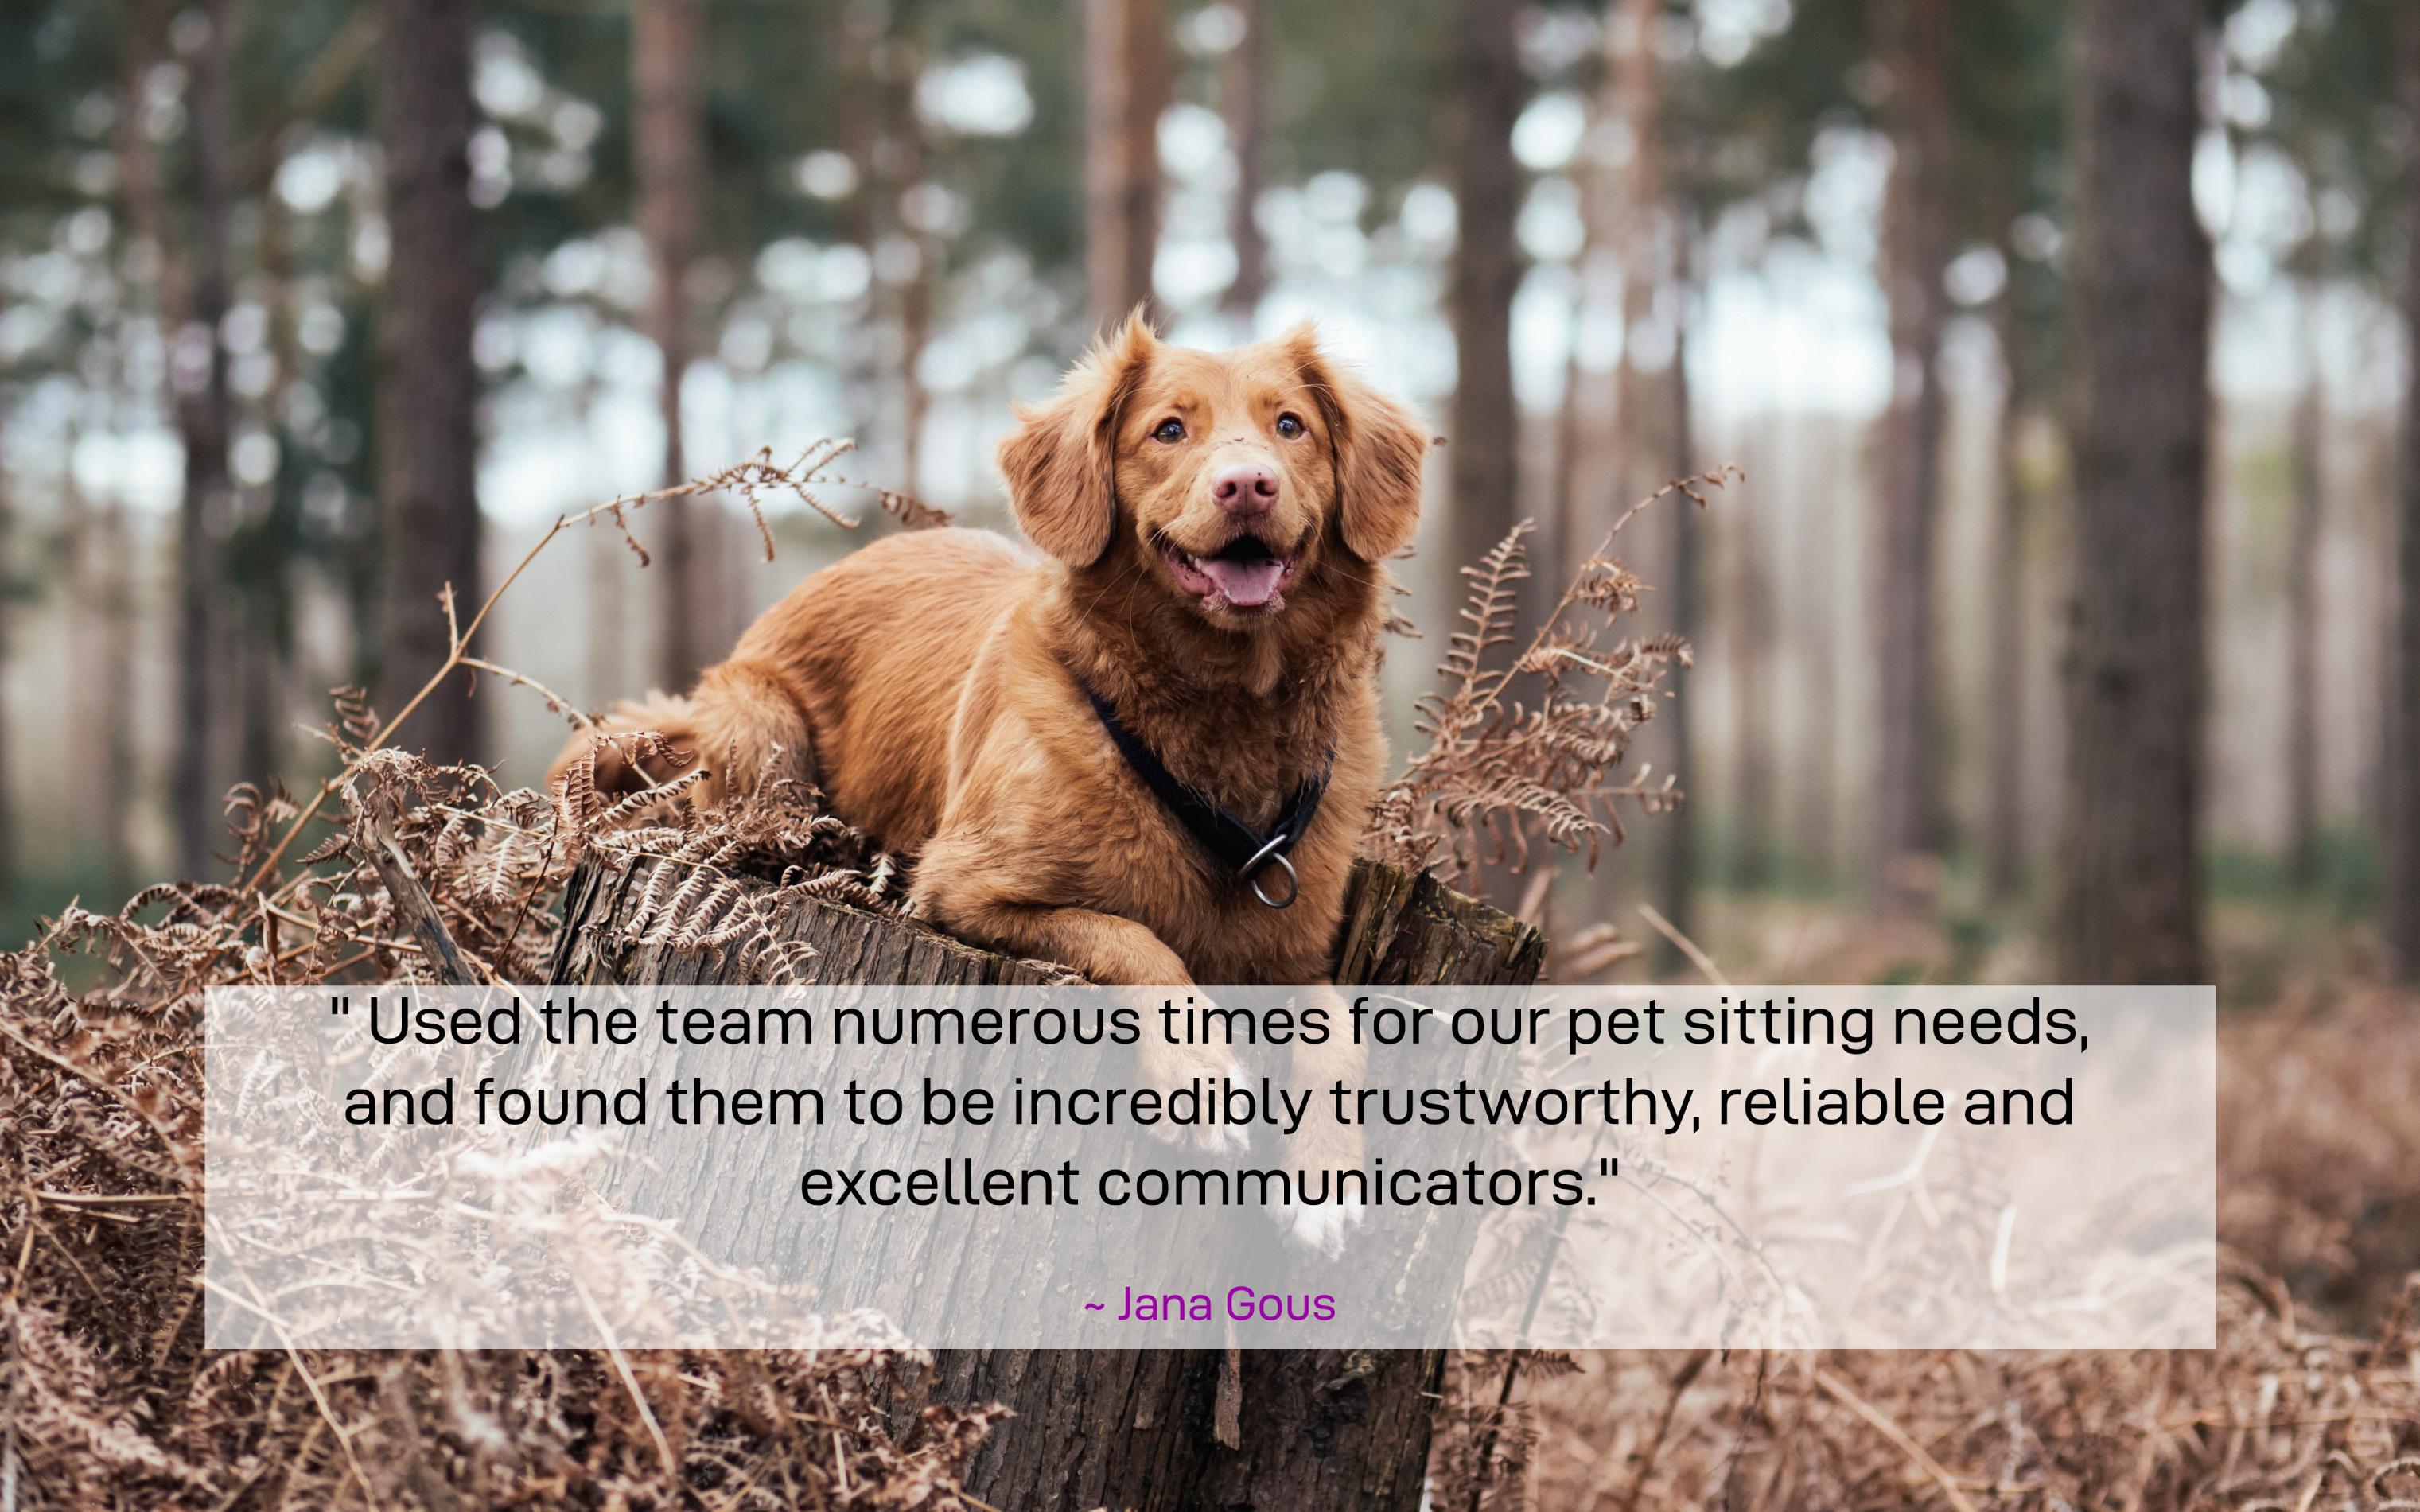 " Used the team numerous times for our pet sitting needs,
and found them to be incredibly trustworthy, reliable and
excellent communicators."
~ Jana Gous